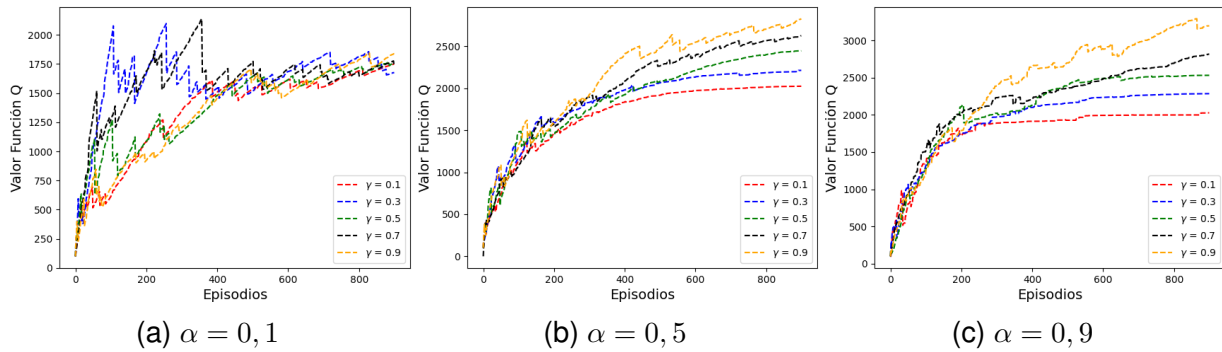 Valor Función Q
2000
1750
1500
1250
1000
750
500
250
0
0
200
400
600
800
Episodios
γ = 0.1
γ = 0.3
γ = 0.5
γ = 0.7
γ = 0.9
(a) α = 0, 1
Valor Función Q
2500
2000
1500
1000
500
0
0
200
400
600
800
Episodios
γ = 0.1
γ = 0.3
γ = 0.5
γ = 0.7
γ = 0.9
(b) α = 0, 5
Valor Función Q
3000
2500
2000
1500
1000
500
0
0
200
400
600
800
Episodios
γ = 0.1
γ = 0.3
γ = 0.5
γ = 0.7
γ = 0.9
(c) α = 0, 9